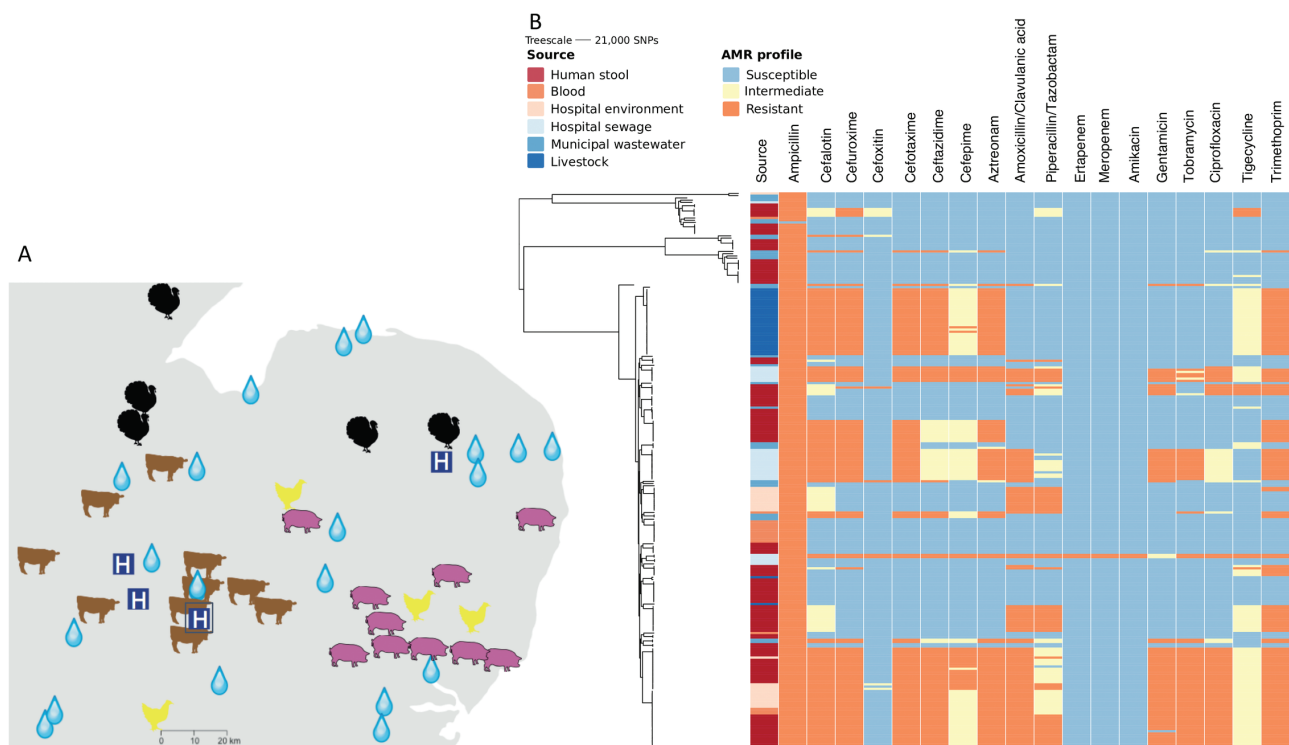 A
H
H
H
H
0 10 20 km
B
Treescale 21,000 SNPs
Source
Human stool
Blood
Hospital environment
Hospital sewage
Municipal wastewater
Livestock
AMR profile
Susceptible
Intermediate
Resistant
Source
Ampicillin
Cefalotin
Cefuroxime
Cefoxitin
Cefotaxime
Ceftazidime
Cefepime
Aztreonam
Amoxicillin/Clavulanic acid
Piperacillin/Tazobactam
Ertapenem
Meropenem
Amikacin
Gentamicin
Tobramycin
Ciprofloxacin
Tigecycline
Trimethoprim